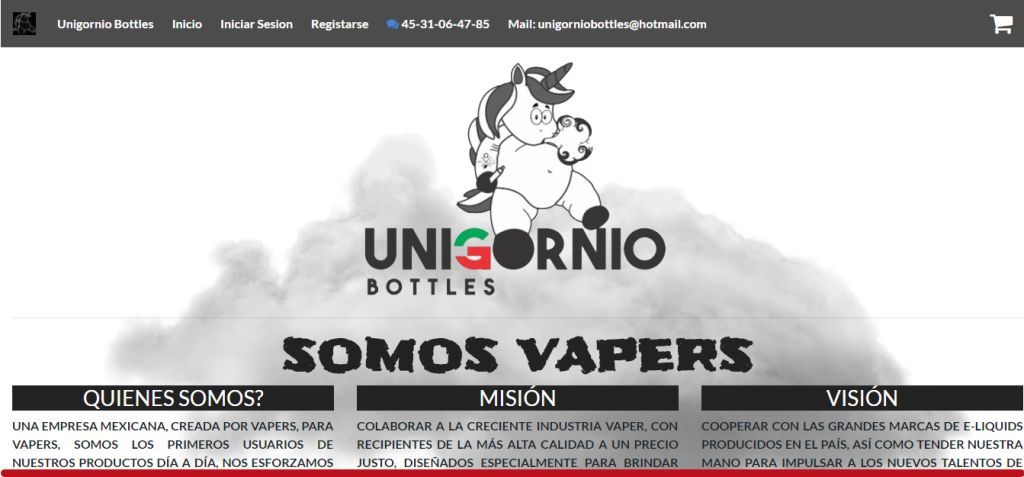 Unigornio Bottles Inicio Iniciar Sesion Registrarse 45-31-06-47-85 Mail: unigorniobottles@hotmail.com
UNIGORNIO
BOTTLES
SOMOS VAPERS
QUIENES SOMOS?
UNA EMPRESA MEXICANA, CREADA POR VAPERS, PARA
VAPERS, SOMOS LOS PRIMEROS USUARIOS DE
NUESTROS PRODUCTOS DÍA A DÍA, NOS ESFORZAMOS
MISIÓN
COLABORAR A LA CRECIENTE INDUSTRIA VAPER, CON
RECIPIENTES DE LA MÁS ALTA CALIDAD A UN PRECIO
JUSTO, DISEÑADOS ESPECIALMENTE PARA BRINDAR
VISIÓN
COOPERAR CON LAS GRANDES MARCAS DE E-LIQUIDS
PRODUCIDOS EN EL PAÍS, ASÍ COMO TENDER NUESTRA
MANO PARA IMPULSAR A LOS NUEVOS TALENTOS DE